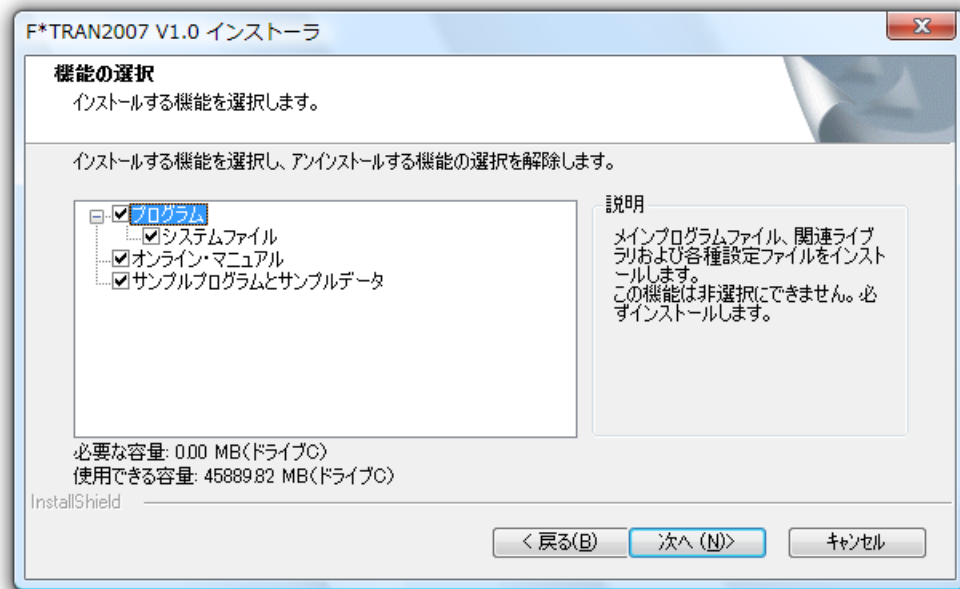 F*TRAN2007 V1.0 インストーラ
機能の選択
インストールする機能を選択します。
インストールする機能を選択し、アンインストールする機能の選択を解除します。
プログラム
システムファイル
オンライン・マニュアル
サンプルプログラムとサンプルデータ
説明
メインプログラムファイル、関連ライブ
ラリおよび各種設定ファイルをインスト
ールします。
この機能は非選択にできません。必
ずインストールします。
必要な容量: 0.00 MB(ドライブC)
使用できる容量: 45889.82 MB(ドライブC)
InstallShield
< 戻る(B)
次へ (N)>
キャンセル